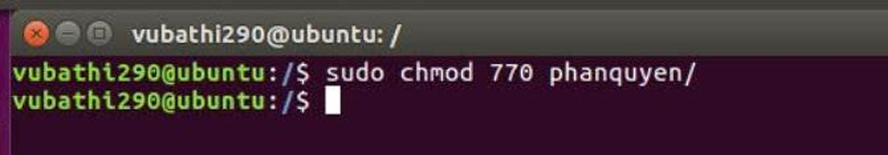 vubathi290@ubuntu: /
vubathi290@ubuntu:/$ sudo chmod 770 phanquyen/
vubathi290@ubuntu:/$